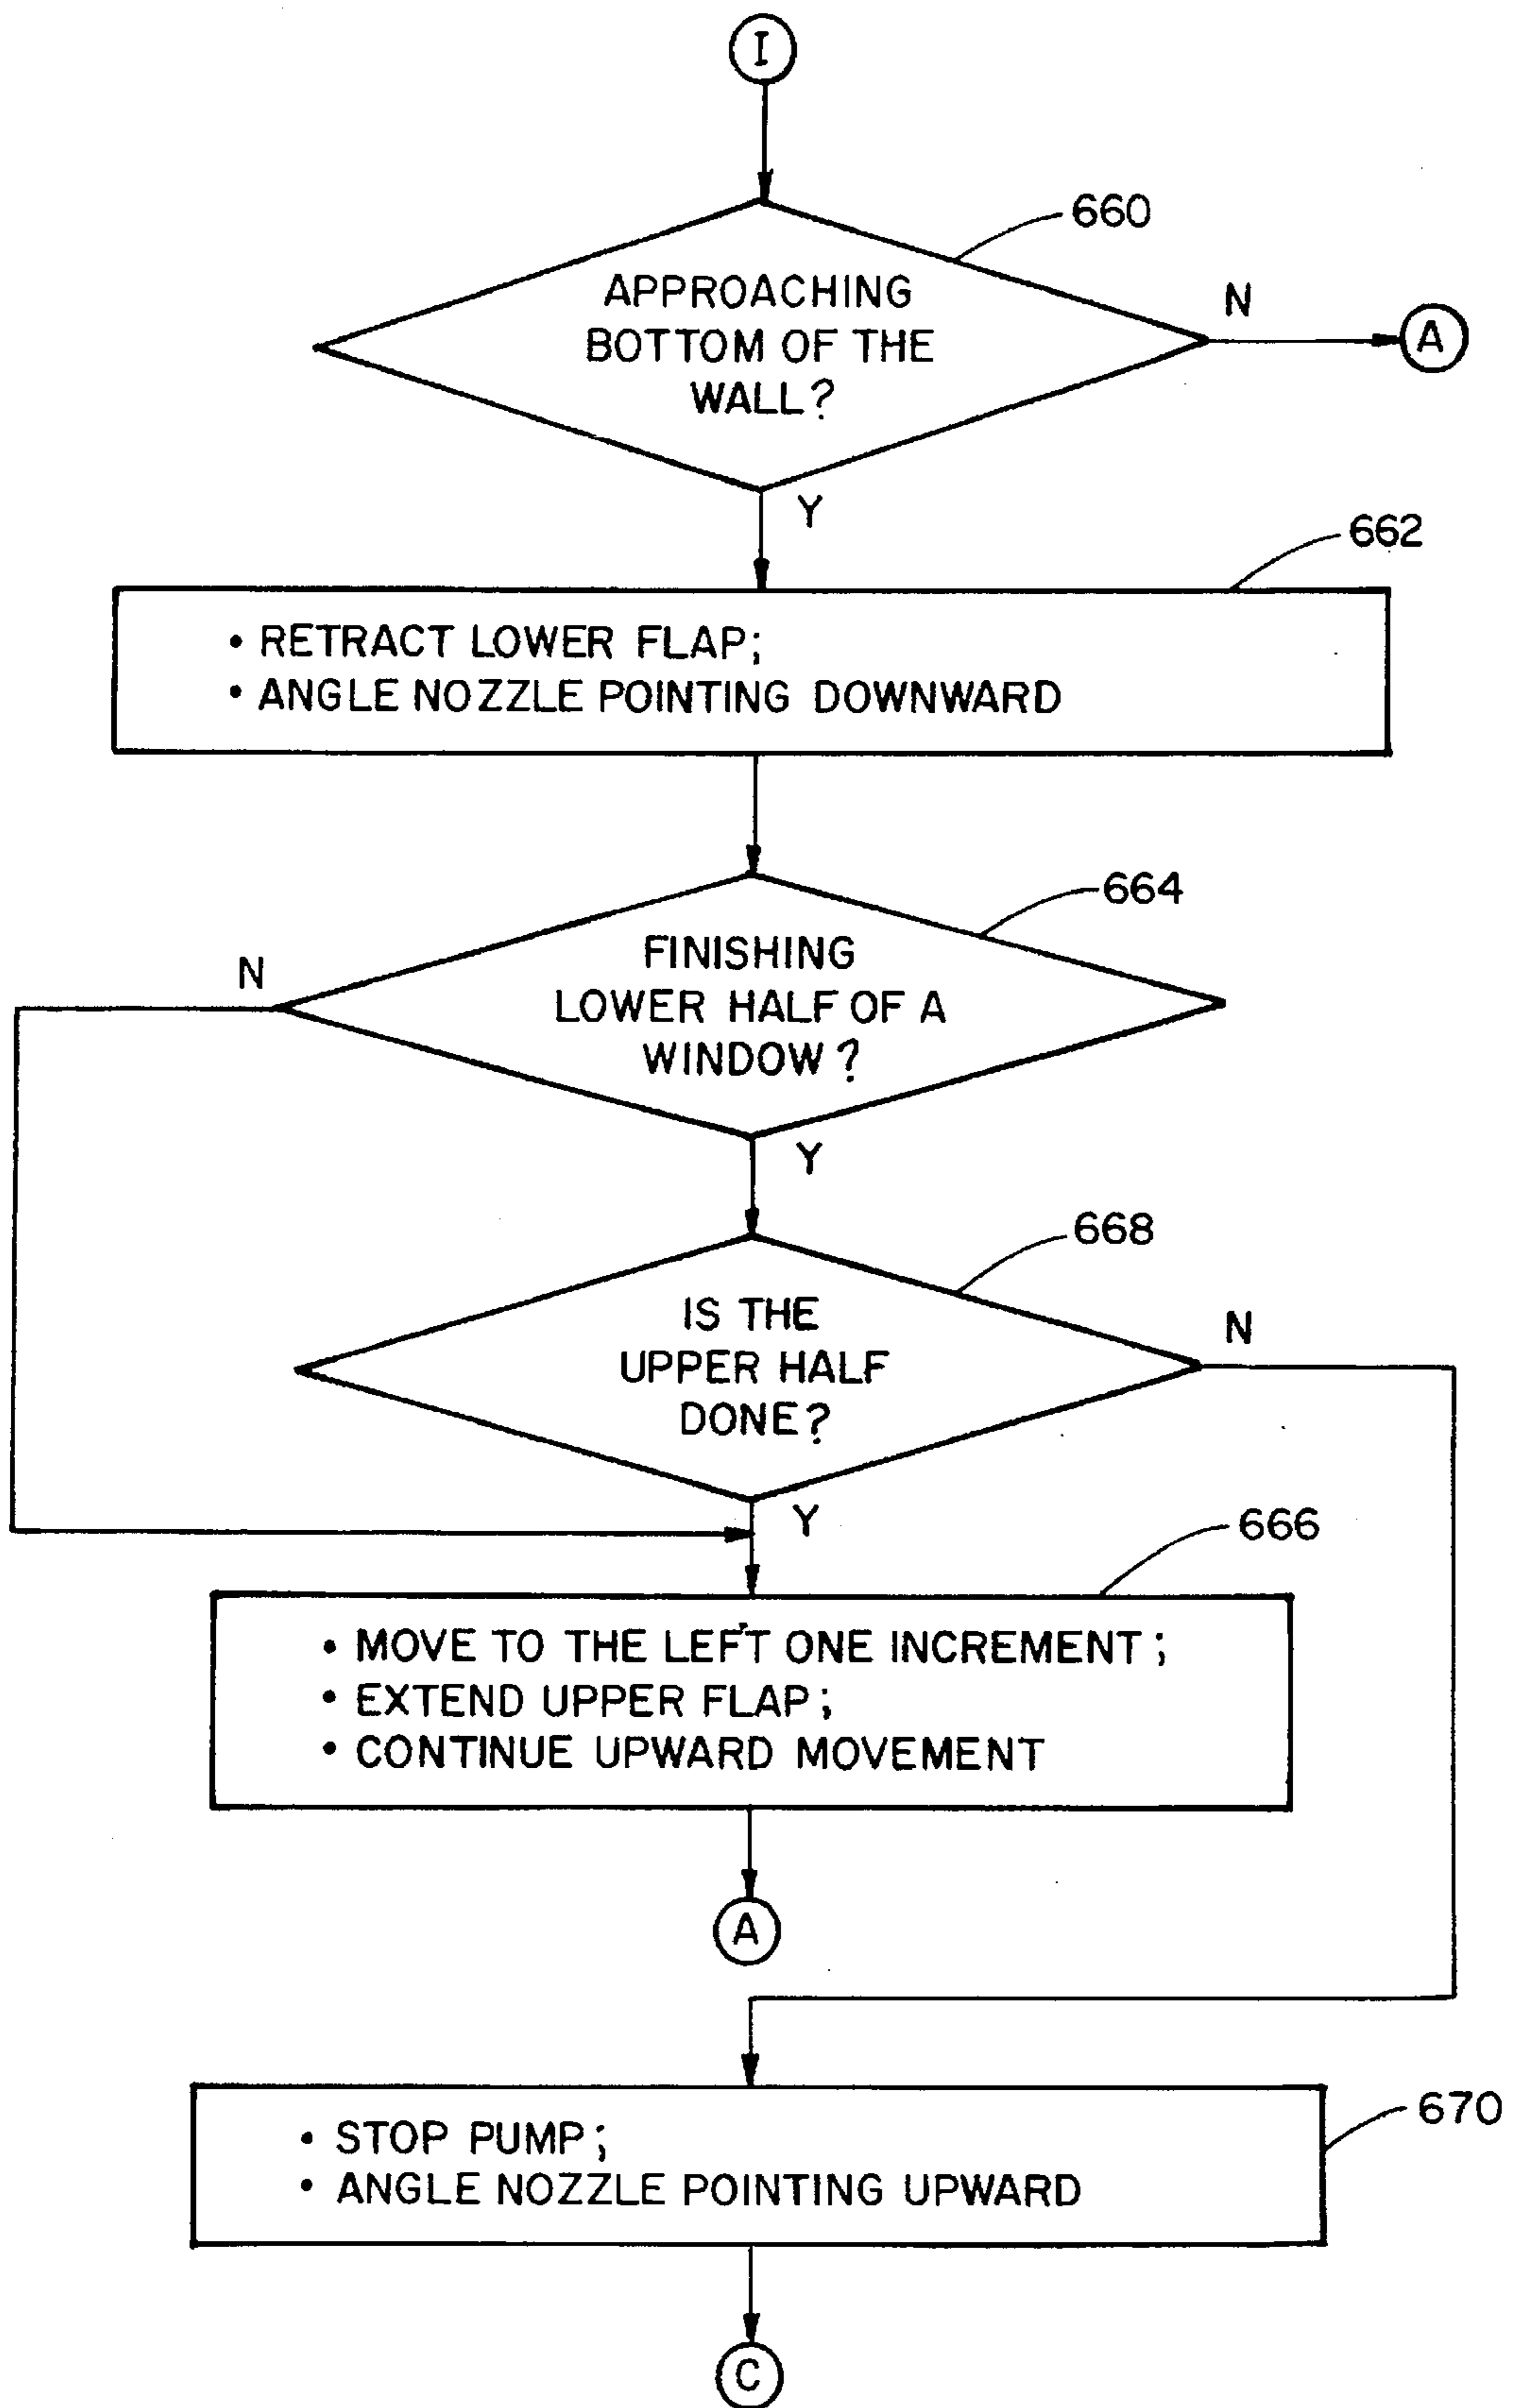 I
660
APPROACHING
BOTTOM OF THE
WALL?
N
A
Y
662
• RETRACT LOWER FLAP;
• ANGLE NOZZLE POINTING DOWNWARD
664
N
FINISHING
LOWER HALF OF A
WINDOW?
Y
668
IS THE
UPPER HALF
DONE?
N
Y
666
• MOVE TO THE LEFT ONE INCREMENT;
• EXTEND UPPER FLAP;
• CONTINUE UPWARD MOVEMENT
A
670
• STOP PUMP;
• ANGLE NOZZLE POINTING UPWARD
C